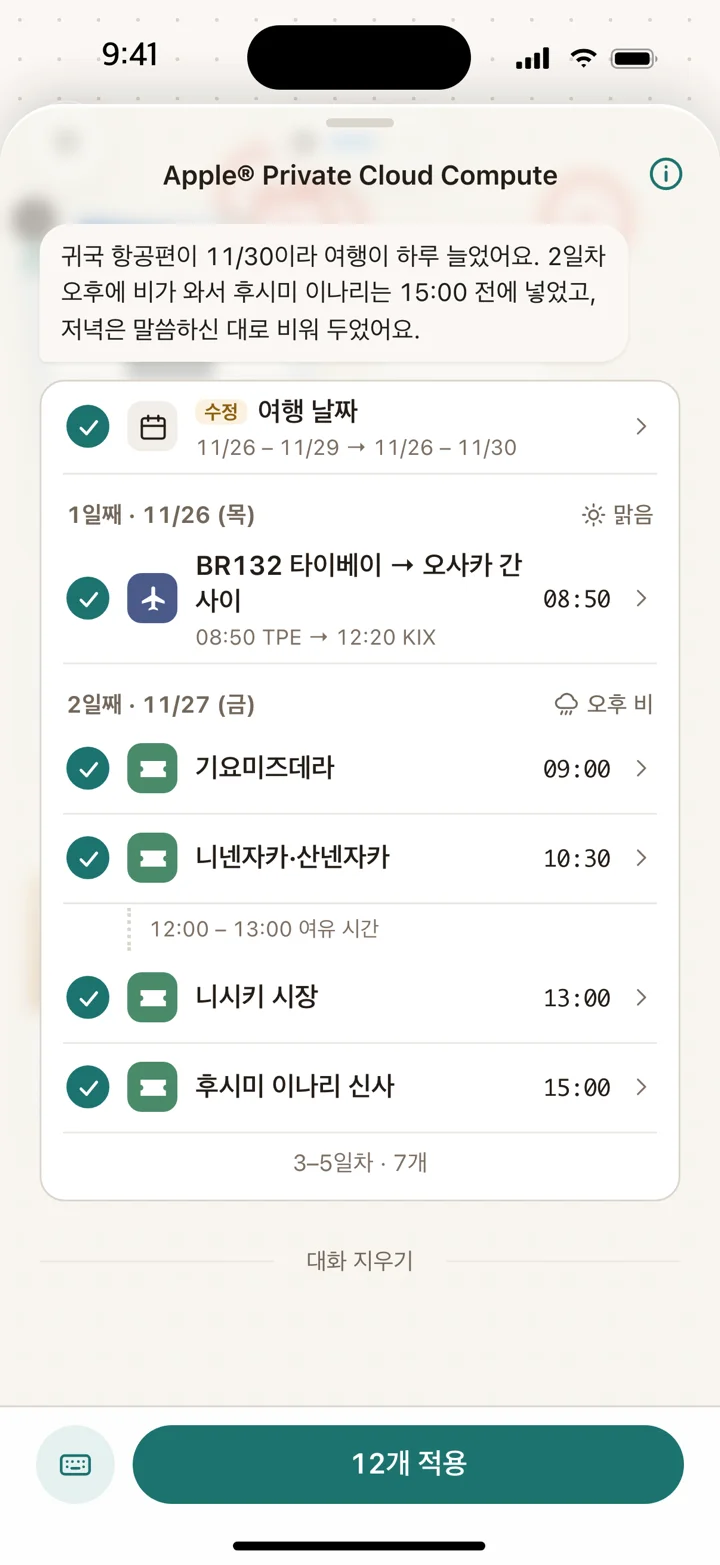 9:41
Apple® Private Cloud Compute
귀국 항공편이 11/30이라 여행이 하루 늘었어요. 2일차
오후에 비가 와서 후시미 이나리는 15:00 전에 넣었고,
저녁은 말씀하신 대로 비워 두었어요.
수정 여행 날짜
11/26 – 11/29 → 11/26 – 11/30
1일째 · 11/26 (목) 맑음
BR132 타이베이 → 오사카 간
사이
08:50
08:50 TPE → 12:20 KIX
2일째 · 11/27 (금) 오후 비
기요미즈데라 09:00
니넨자카·산넨자카 10:30
12:00 – 13:00 여유 시간
니시키 시장 13:00
후시미 이나리 신사 15:00
3–5일차 · 7개
대화 지우기
12개 적용